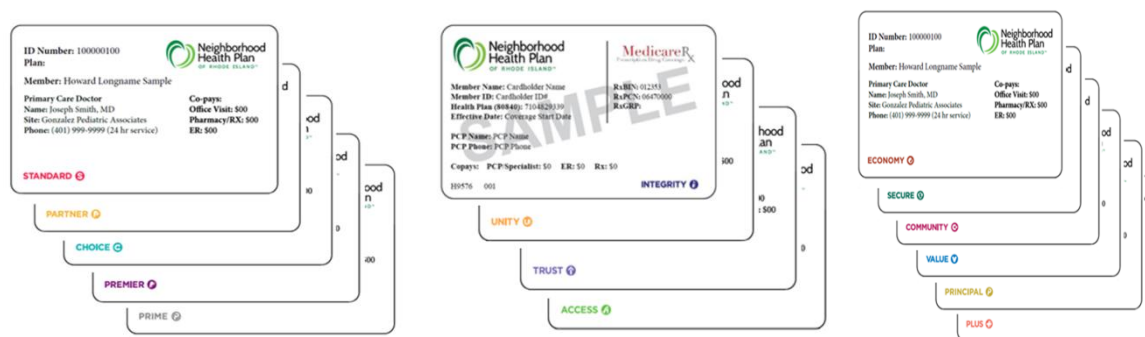 ID Number: 100000100
Plan:
Neighborhood
Health Plan
OF RHODE ISLAND™
Member: Howard Longname Sample
Primary Care Doctor
Name: Joseph Smith, MD
Site: Gonzalez Pediatric Associates
Phone: (401) 999-9999 (24 hr service)
Co-pays:
Office Visit: $00
Pharmacy/RX: $00
ER: $00
STANDARD S
PARTNER P
CHOICE C
PREMIER P
PRIME P
Neighborhood
Health Plan
OF RHODE ISLAND™
MedicareRx
Prescription Drug Coverage
SAMPLE
Member Name: Cardholder Name
Member ID: Cardholder ID#
Health Plan (80840): 7104829339
Effective Date: Coverage Start Date
RxBIN: 012353
RxPCN: 06470000
RxGRP:
PCP Name: PCP Name
PCP Phone: PCP Phone
Copays: PCP/Specialist: $0 ER: $0 Rx: $0
H9576 001
INTEGRITY
UNITY U
TRUST T
ACCESS A
ID Number: 100000100
Plan:
Neighborhood
Health Plan
OF RHODE ISLAND™
Member: Howard Longname Sample
Primary Care Doctor
Name: Joseph Smith, MD
Site: Gonzalez Pediatric Associates
Phone: (401) 999-9999 (24 hr service)
Co-pays:
Office Visit: $00
Pharmacy/RX: $00
ER: $00
ECONOMY
SECURE
COMMUNITY
VALUE V
PRINCIPAL P
PLUS